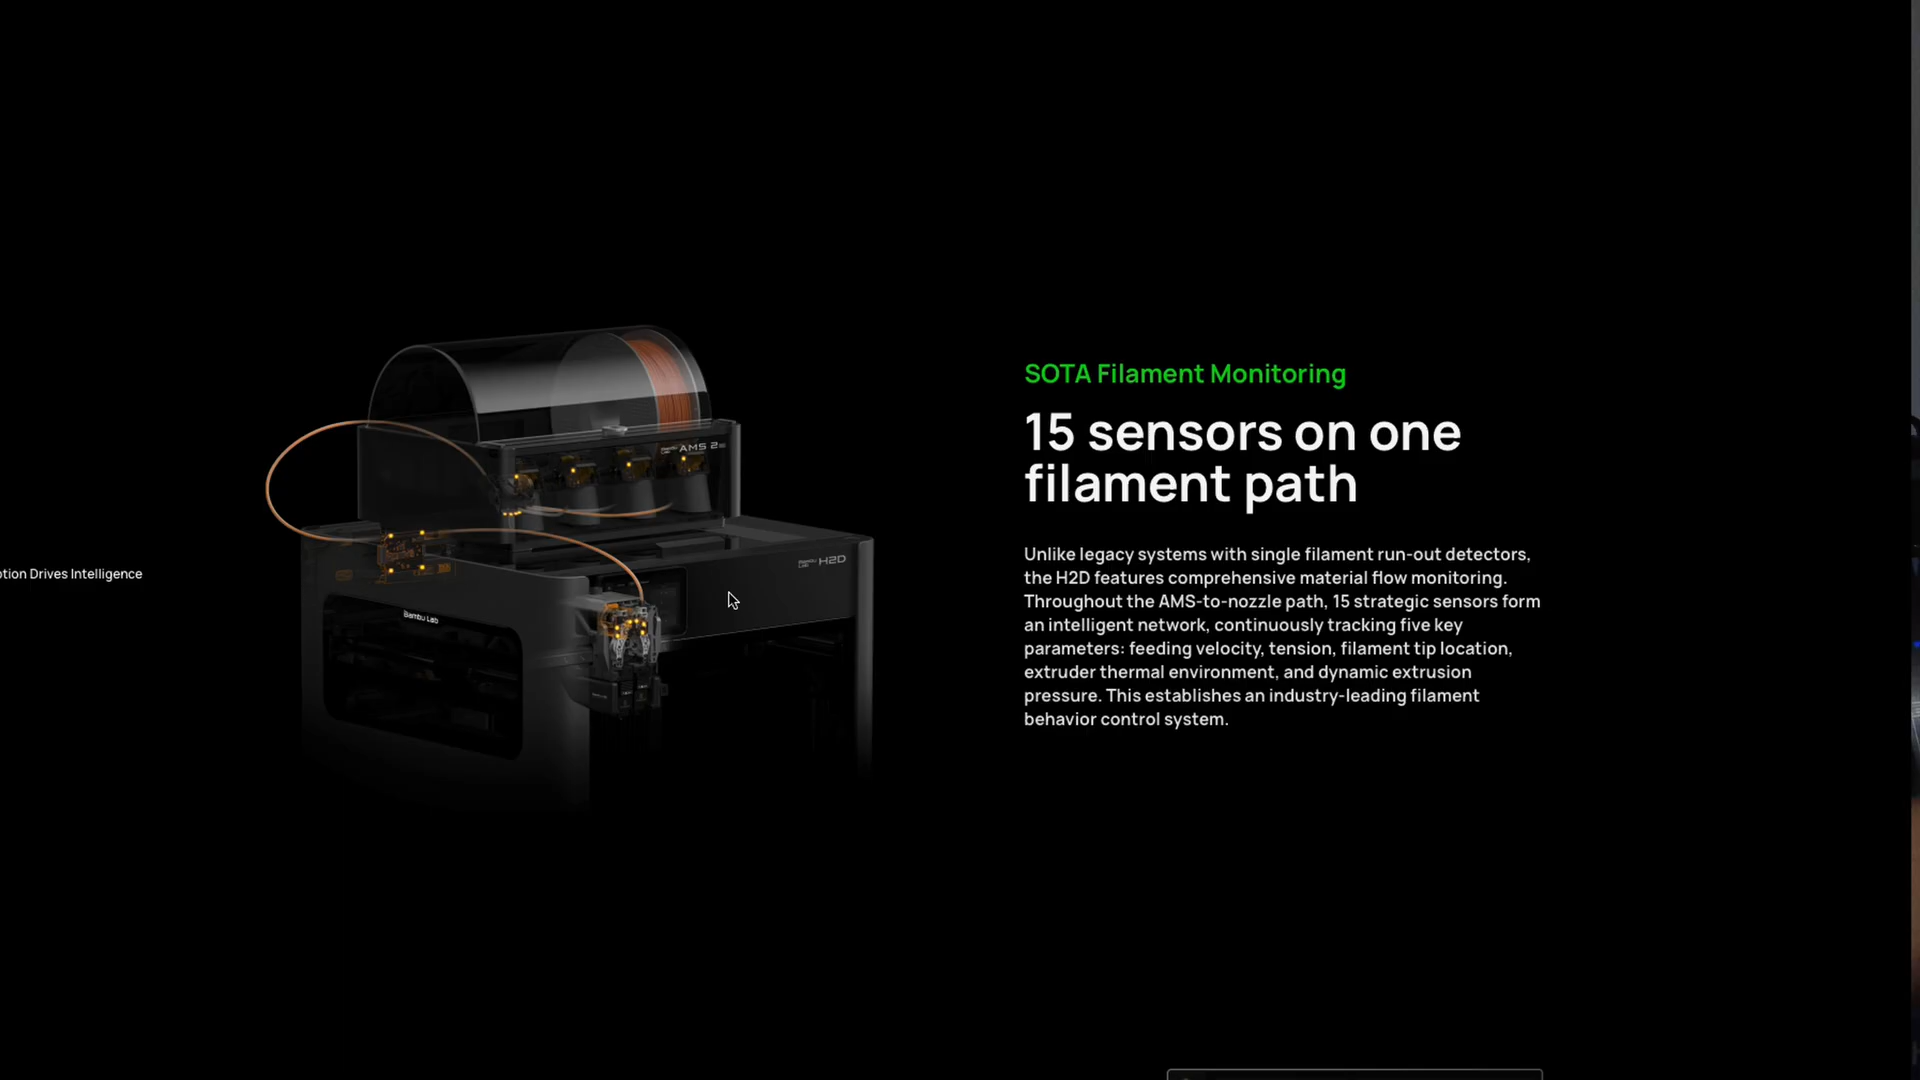 SOTA Filament Monitoring
15 sensors on one
filament path
Unlike legacy systems with single filament run-out detectors,
the H2D features comprehensive material flow monitoring.
Throughout the AMS-to-nozzle path, 15 strategic sensors form
an intelligent network, continuously tracking five key
parameters: feeding velocity, tension, filament tip location,
extruder thermal environment, and dynamic extrusion
pressure. This establishes an industry-leading filament
behavior control system.
otion Drives Intelligence
AMS 2
Bambu Lab H2D
Bambu Lab